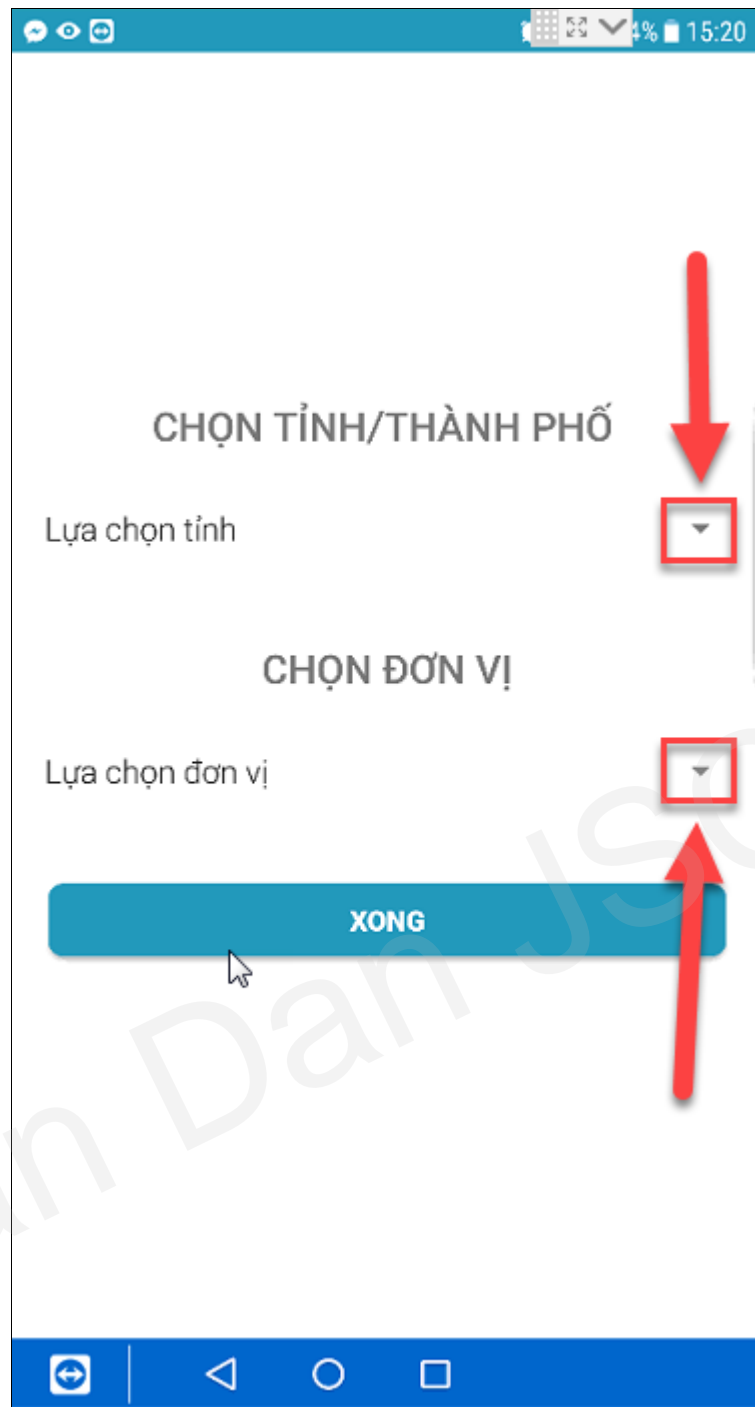 4% 15:20
CHỌN TỈNH/THÀNH PHỐ
Lựa chọn tỉnh
CHỌN ĐƠN VỊ
Lựa chọn đơn vị
XONG
Dan JSC